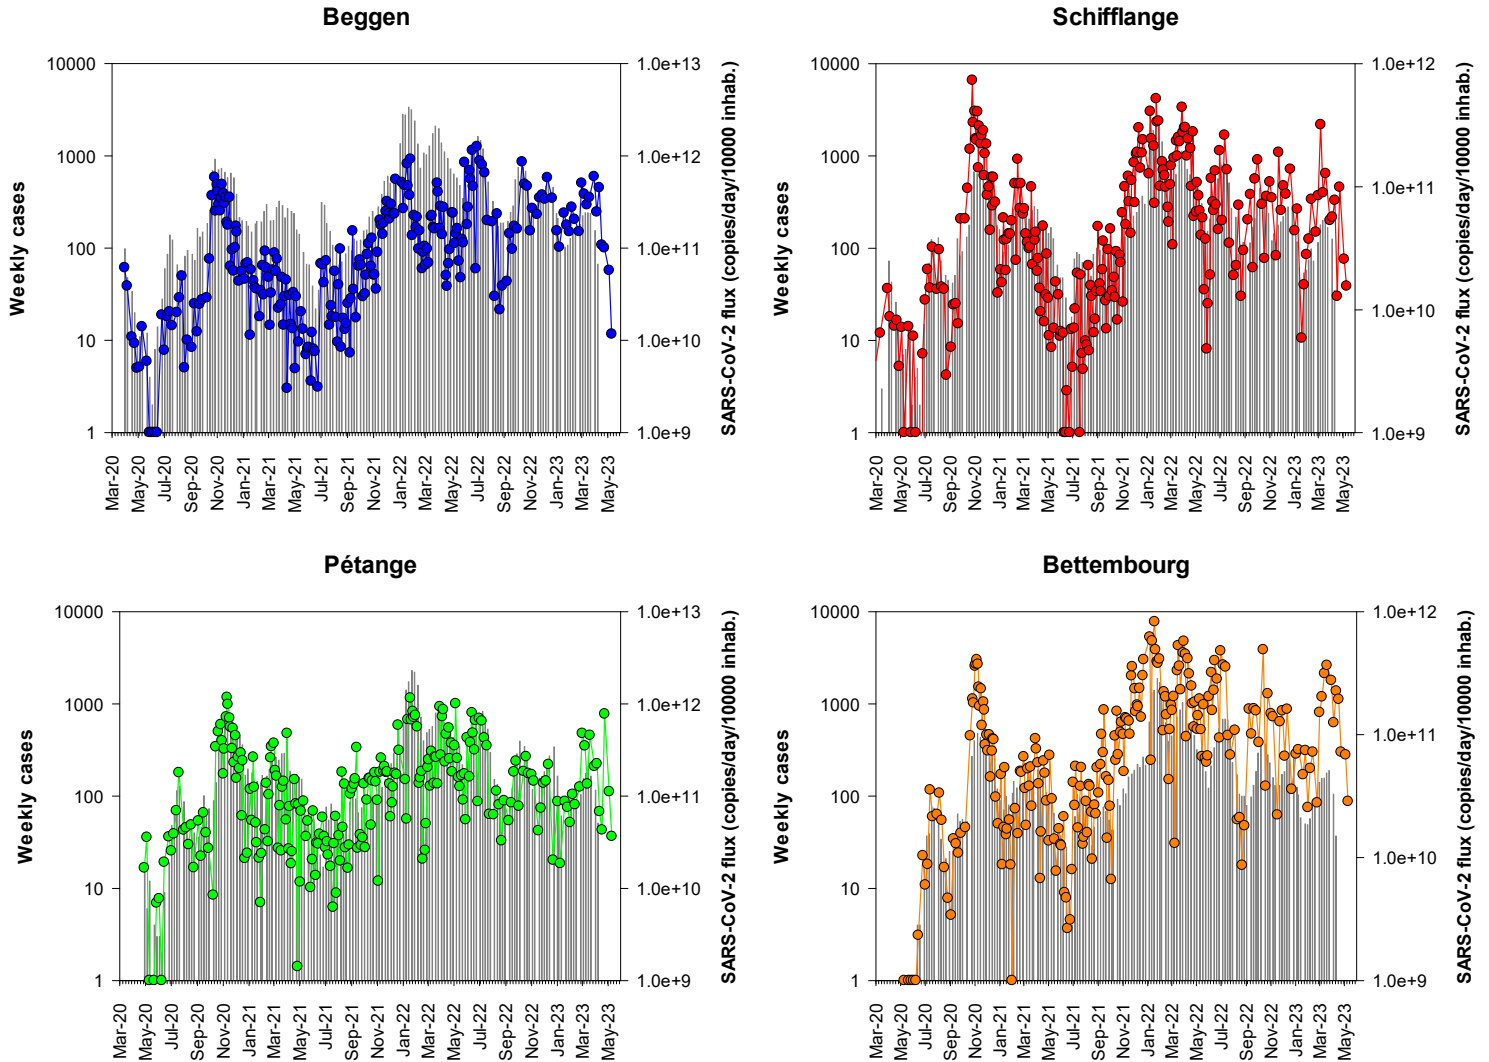 Beggen
10000
1000
100
10
1
Weekly cases
1.0e+13
1.0e+12
1.0e+11
1.0e+10
1.0e+9
SARS-CoV-2 flux (copies/day/10000 inhab.)
Mar-20
May-20
Jul-20
Sep-20
Nov-20
Jan-21
Mar-21
May-21
Jul-21
Sep-21
Nov-21
Jan-22
Mar-22
May-22
Jul-22
Sep-22
Nov-22
Jan-23
Mar-23
May-23
Schifflange
10000
1000
100
10
1
Weekly cases
1.0e+12
1.0e+11
1.0e+10
1.0e+9
SARS-CoV-2 flux (copies/day/10000 inhab.)
Mar-20
May-20
Jul-20
Sep-20
Nov-20
Jan-21
Mar-21
May-21
Jul-21
Sep-21
Nov-21
Jan-22
Mar-22
May-22
Jul-22
Sep-22
Nov-22
Jan-23
Mar-23
May-23
Pétange
10000
1000
100
10
1
Weekly cases
1.0e+13
1.0e+12
1.0e+11
1.0e+10
1.0e+9
SARS-CoV-2 flux (copies/day/10000 inhab.)
Mar-20
May-20
Jul-20
Sep-20
Nov-20
Jan-21
Mar-21
May-21
Jul-21
Sep-21
Nov-21
Jan-22
Mar-22
May-22
Jul-22
Sep-22
Nov-22
Jan-23
Mar-23
May-23
Bettembourg
10000
1000
100
10
1
Weekly cases
1.0e+12
1.0e+11
1.0e+10
1.0e+9
SARS-CoV-2 flux (copies/day/10000 inhab.)
Mar-20
May-20
Jul-20
Sep-20
Nov-20
Jan-21
Mar-21
May-21
Jul-21
Sep-21
Nov-21
Jan-22
Mar-22
May-22
Jul-22
Sep-22
Nov-22
Jan-23
Mar-23
May-23